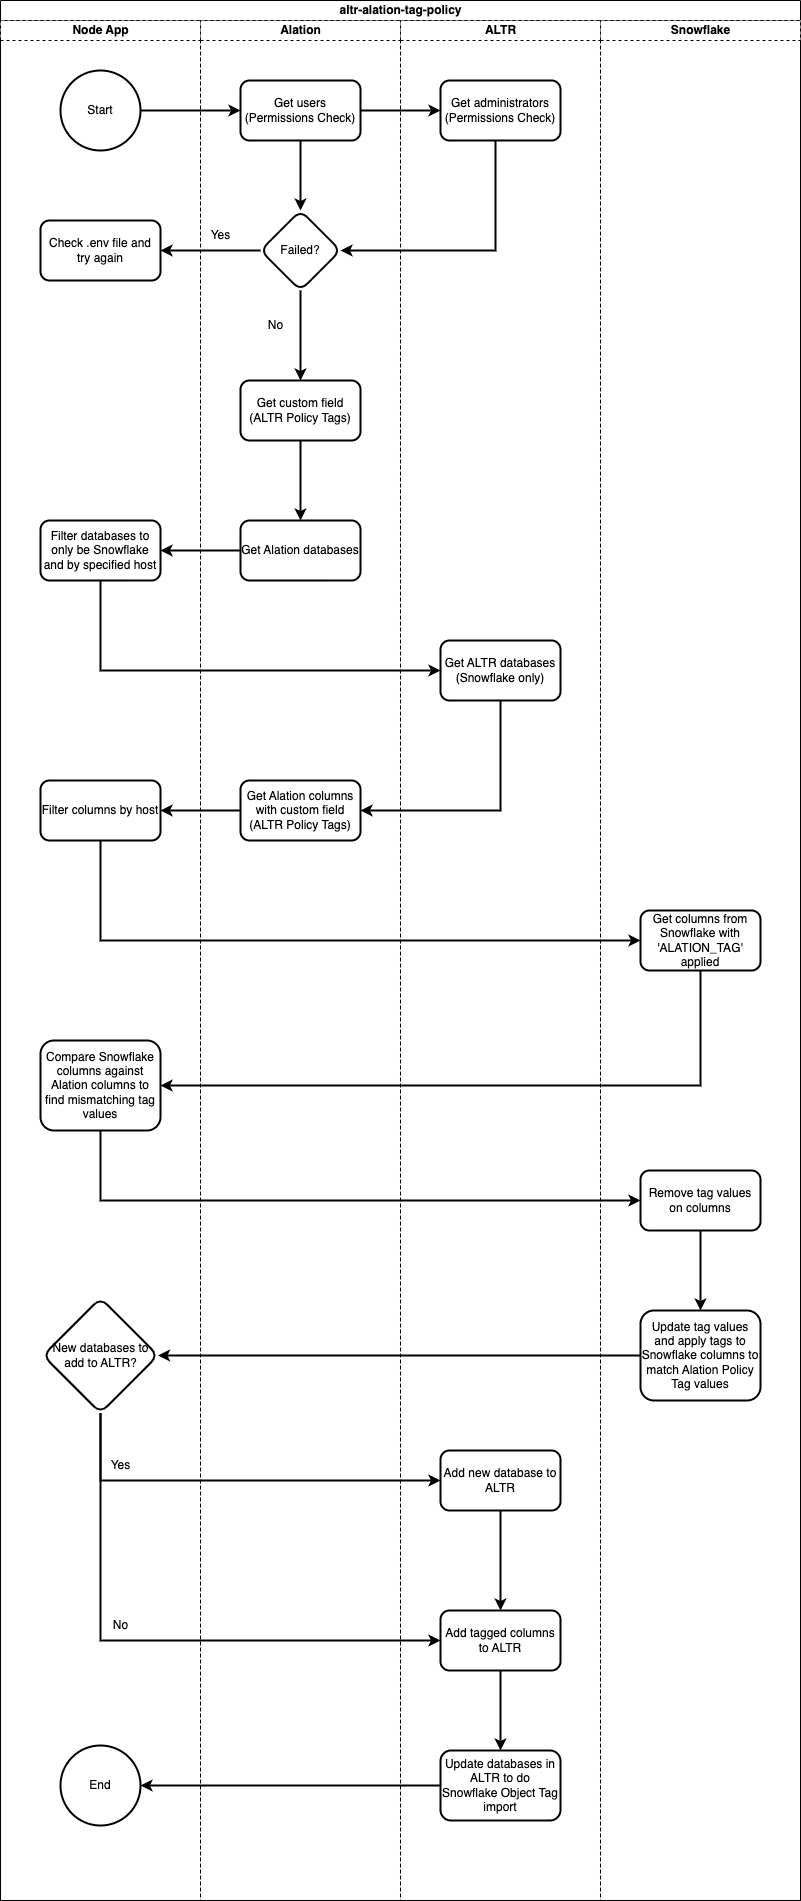 altr-alation-tag-policy
Node App
Alation
ALTR
Snowflake
Start
Get users
(Permissions Check)
Get administrators
(Permissions Check)
Failed?
Yes
Check .env file and
try again
No
Get custom field
(ALTR Policy Tags)
Get Alation databases
Filter databases to
only be Snowflake
and by specified host
Get ALTR databases
(Snowflake only)
Get Alation columns
with custom field
(ALTR Policy Tags)
Filter columns by host
Get columns from
Snowflake with
'ALATION_TAG'
applied
Compare Snowflake
columns against
Alation columns to
find mismatching tag
values
Remove tag values
on columns
Update tag values
and apply tags to
Snowflake columns to
match Alation Policy
Tag values
New databases to
add to ALTR?
Yes
Add new database to
ALTR
No
Add tagged columns
to ALTR
Update databases in
ALTR to do
Snowflake Object Tag
import
End